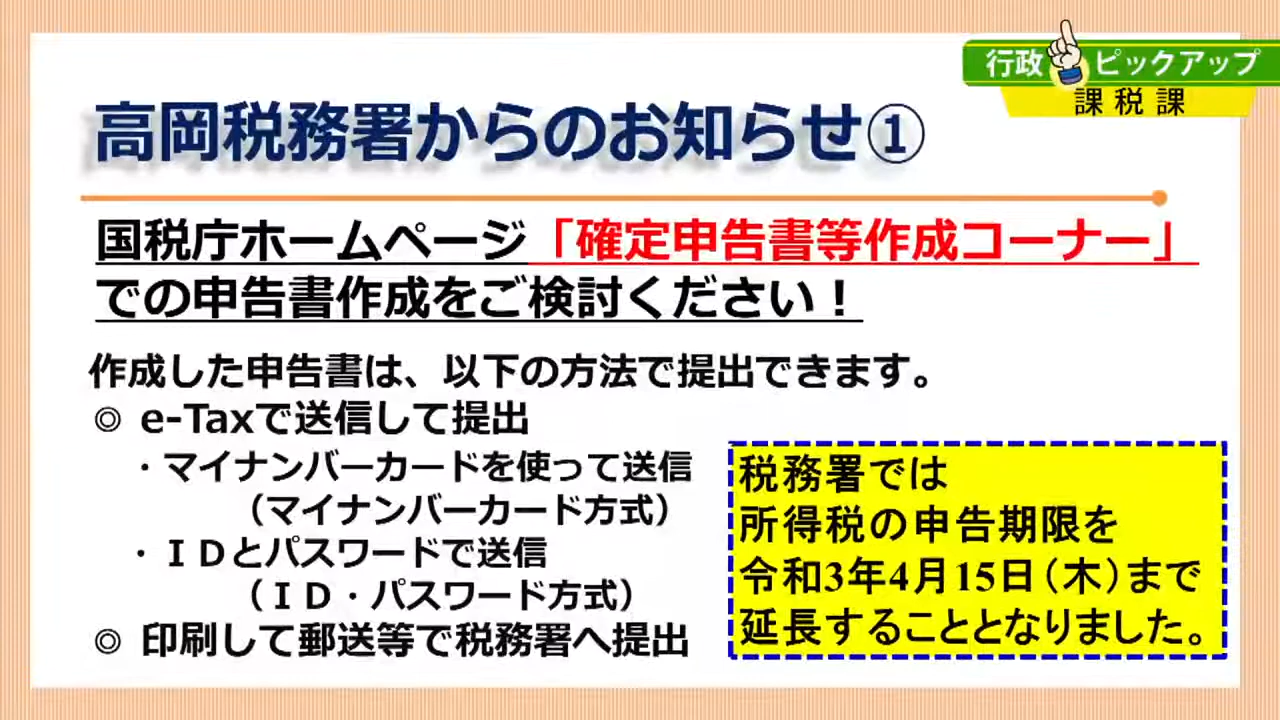 行政ピックアップ
課税課
高岡税務署からのお知らせ①
国税庁ホームページ「確定申告書等作成コーナー」
での申告書作成をご検討ください！
作成した申告書は、以下の方法で提出できます。
◎ e-Taxで送信して提出
・マイナンバーカードを使って送信
（マイナンバーカード方式）
・ＩＤとパスワードで送信
（ＩＤ・パスワード方式）
◎ 印刷して郵送等で税務署へ提出
税務署では
所得税の申告期限を
令和3年4月15日（木）まで
延長することとなりました。